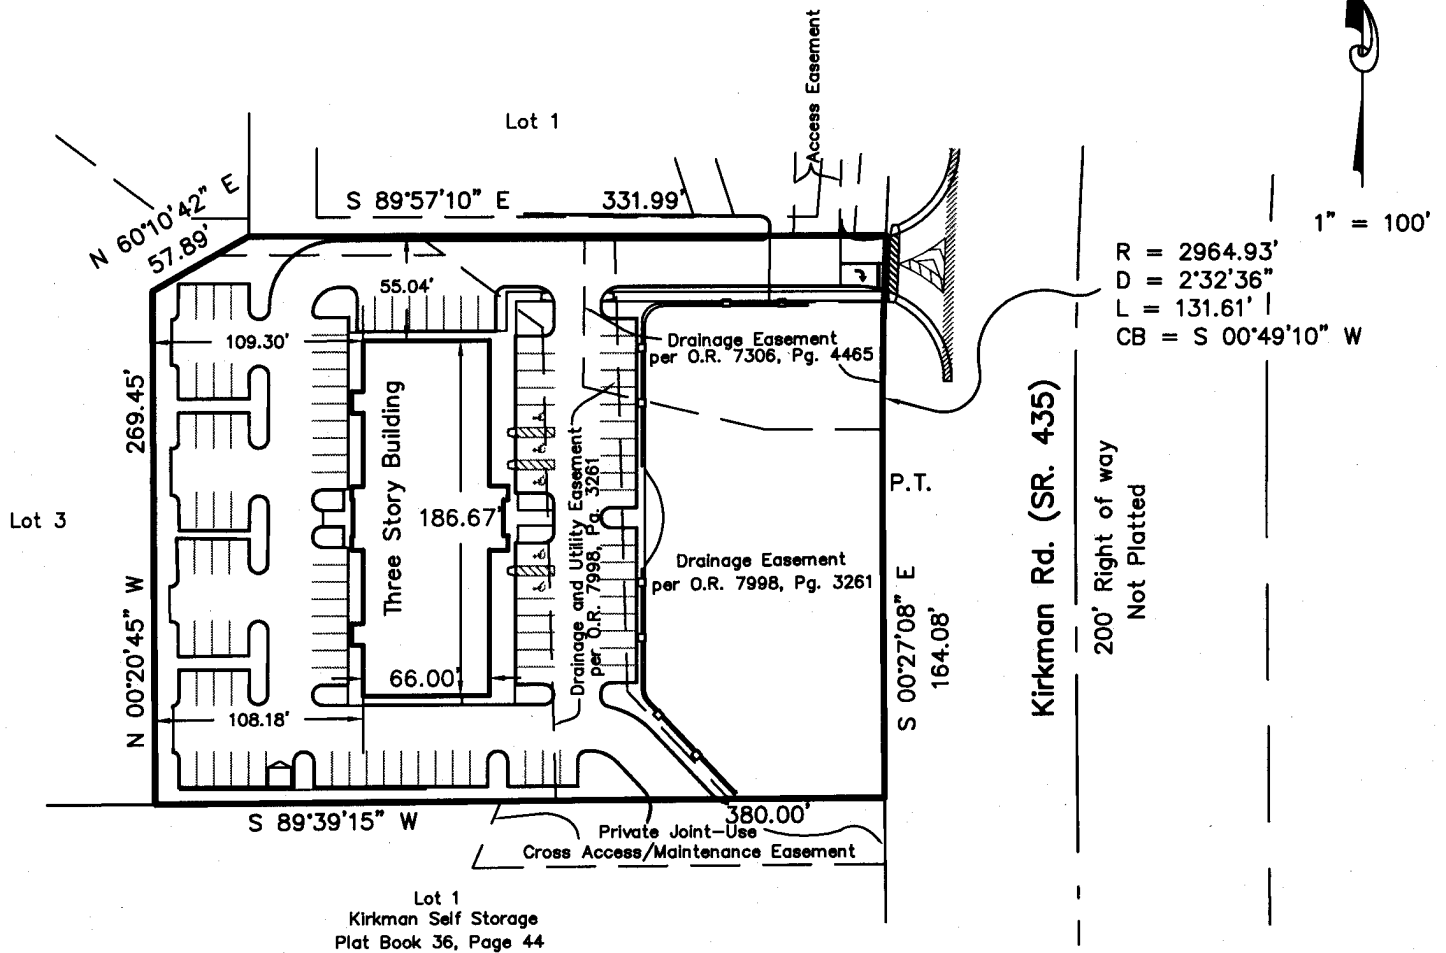 Access Easement
Lot 1
1" = 100'
N 60°10'42" E
57.89'
S 89°57'10" E
331.99'
R = 2964.93'
D = 2°32'36"
L = 131.61'
CB = S 00°49'10" W
55.04'
109.30'
Drainage Easement
per O.R. 7306, Pg. 4465
269.45'
N 00°20'45" W
Three Story Building
186.67'
66.00'
108.18'
Drainage and Utility Easement
per O.R. 7998, Pg. 3261
Drainage Easement
per O.R. 7998, Pg. 3261
P.T.
S 00°27'08" E
164.08'
Kirkman Rd. (SR. 435)
200' Right of way
Not Platted
Lot 3
S 89°39'15" W
380.00'
Private Joint-Use
Cross Access/Maintenance Easement
Lot 1
Kirkman Self Storage
Plat Book 36, Page 44